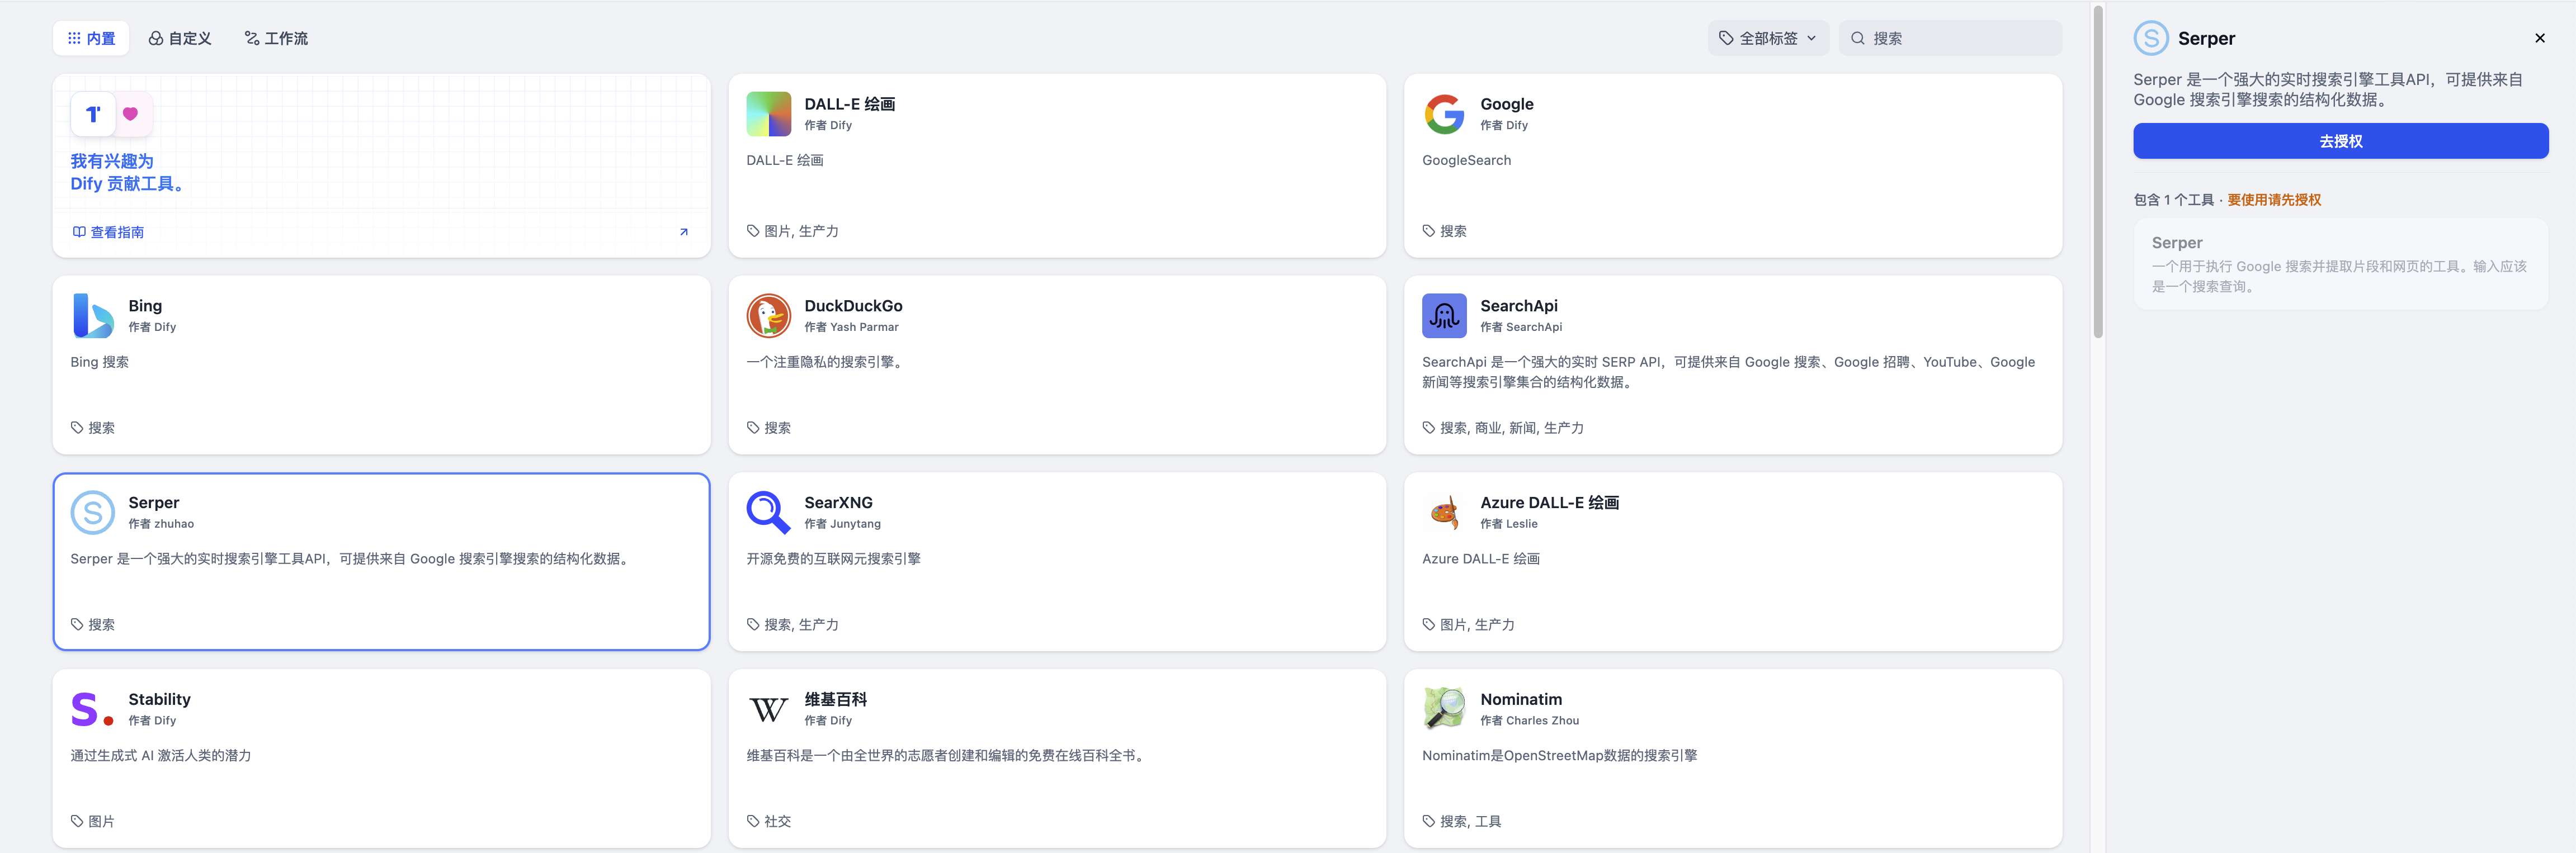 内置
自定义
工作流
全部标签
搜索
我有兴趣为
Dify 贡献工具。
查看指南
DALL-E 绘画
作者 Dify
DALL-E 绘画
图片, 生产力
Google
作者 Dify
GoogleSearch
搜索
Bing
作者 Dify
Bing 搜索
搜索
DuckDuckGo
作者 Yash Parmar
一个注重隐私的搜索引擎。
搜索
SearchApi
作者 SearchApi
SearchApi 是一个强大的实时 SERP API，可提供来自 Google 搜索、Google 招聘、YouTube、Google
新闻等搜索引擎集合的结构化数据。
搜索, 商业, 新闻, 生产力
S
Serper
作者 zhuhao
Serper 是一个强大的实时搜索引擎工具API，可提供来自 Google 搜索引擎搜索的结构化数据。
搜索
SearXNG
作者 Junytang
开源免费的互联网元搜索引擎
搜索, 生产力
Azure DALL-E 绘画
作者 Leslie
Azure DALL-E 绘画
图片, 生产力
S.
Stability
作者 Dify
通过生成式 AI 激活人类的潜力
图片
W
维基百科
作者 Dify
维基百科是一个由全世界的志愿者创建和编辑的免费在线百科全书。
社交
Nominatim
作者 Charles Zhou
Nominatim是OpenStreetMap数据的搜索引擎
搜索, 工具
S
Serper
Serper 是一个强大的实时搜索引擎工具API，可提供来自
Google 搜索引擎搜索的结构化数据。
去授权
包含 1 个工具 · 要使用请先授权
Serper
一个用于执行 Google 搜索并提取片段和网页的工具。输入应该
是一个搜索查询。